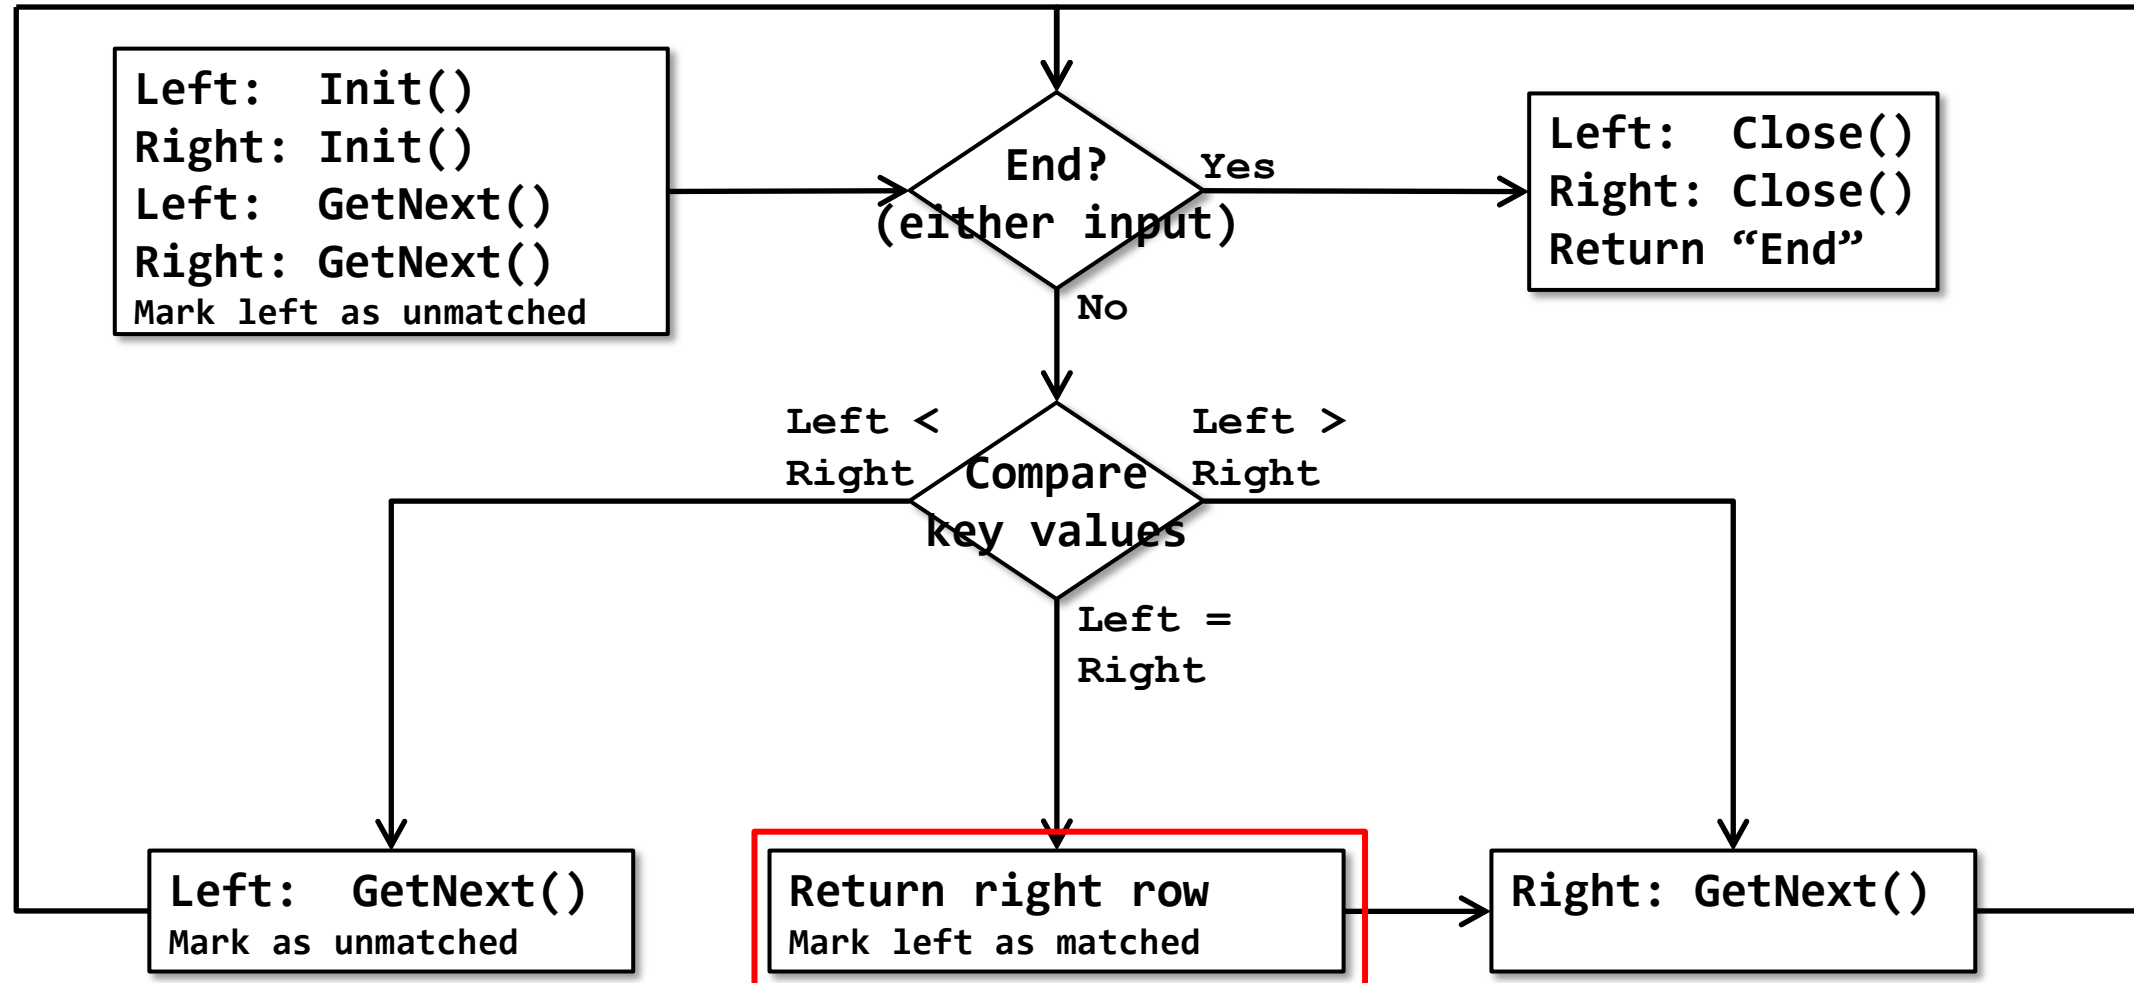 Left:  Init()
Right: Init()
Left:  GetNext()
Right: GetNext()
Mark left as unmatched
End?
(either input)
Yes
Left:  Close()
Right: Close()
Return “End”
No
Left <
Right
Compare
key values
Left >
Right
Left =
Right
Left:  GetNext()
Mark as unmatched
Return right row
Mark left as matched
Right: GetNext()